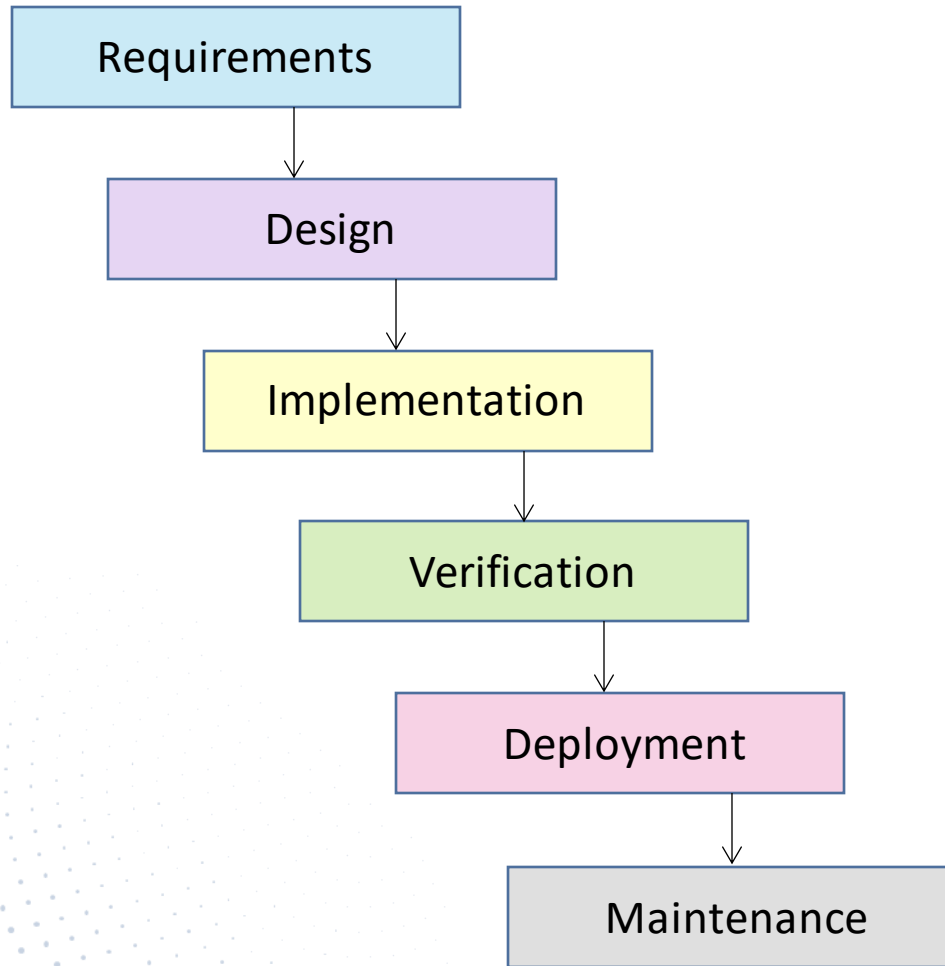 Requirements
Design
Implementation
Verification
Deployment
Maintenance